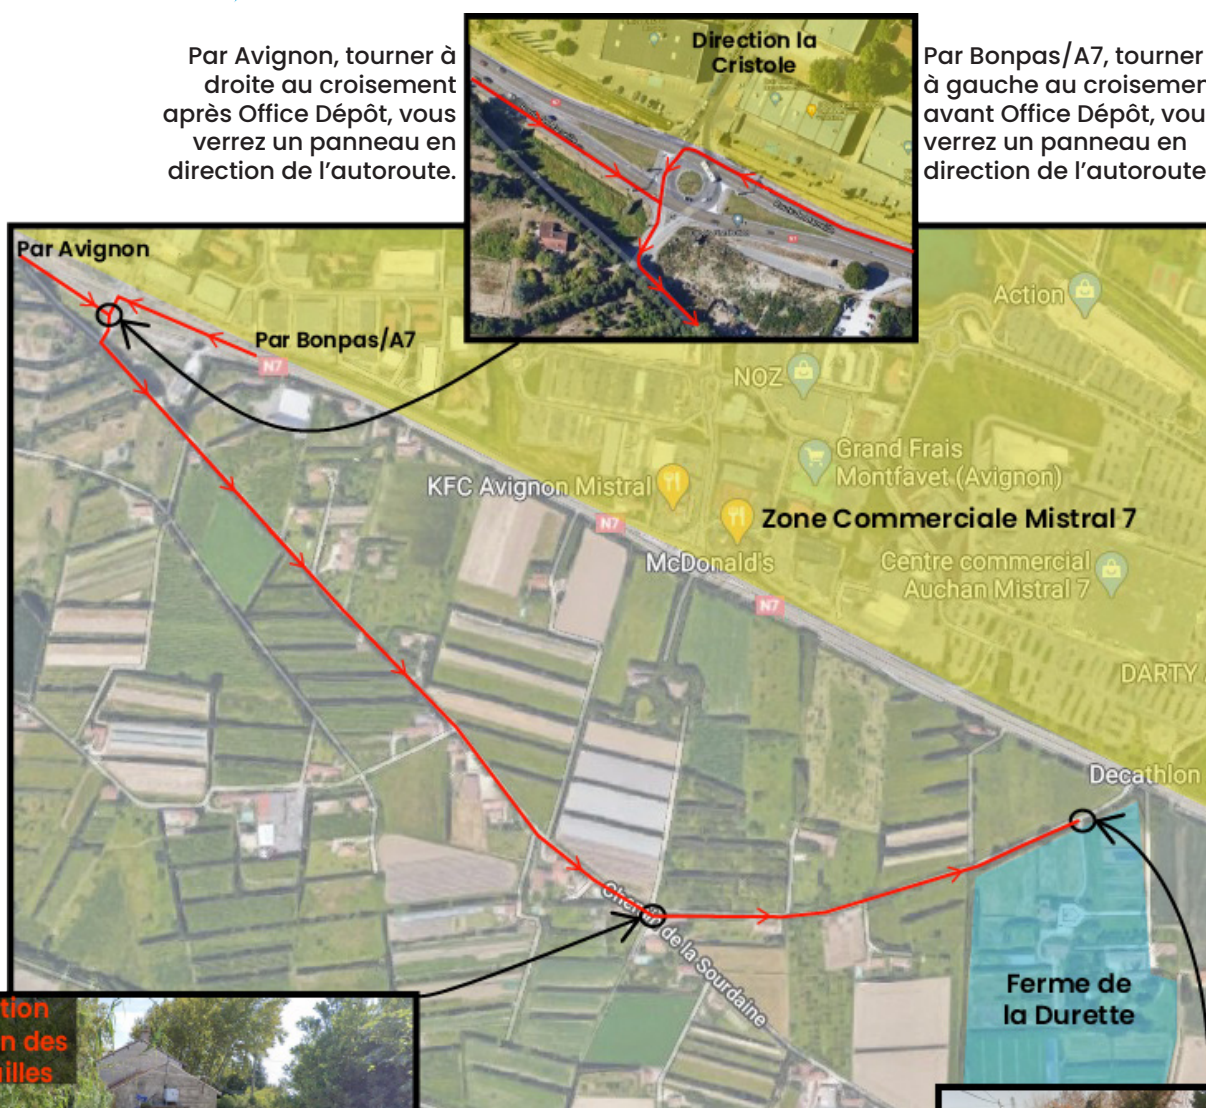 Par Avignon, tourner à
droite au croisement
après Office Dépôt, vous
verrez un panneau en
direction de l'autoroute.
Direction la
Cristole
Par Bonpas/A7, tourner
à gauche au croisemen
avant Office Dépôt, vou
verrez un panneau en
direction de l'autoroute
Par Avignon
Par Bonpas/A7
N7
Action
NOZ
Grand Frais
Montfavet (Avignon)
KFC Avignon Mistral
N7
Zone Commerciale Mistral 7
McDonald's
Centre commercial
Auchan Mistral 7
N7
DARTY
Decathlon
Chemin de la Sourdaine
Ferme de
la Durette
tion
n des
illes